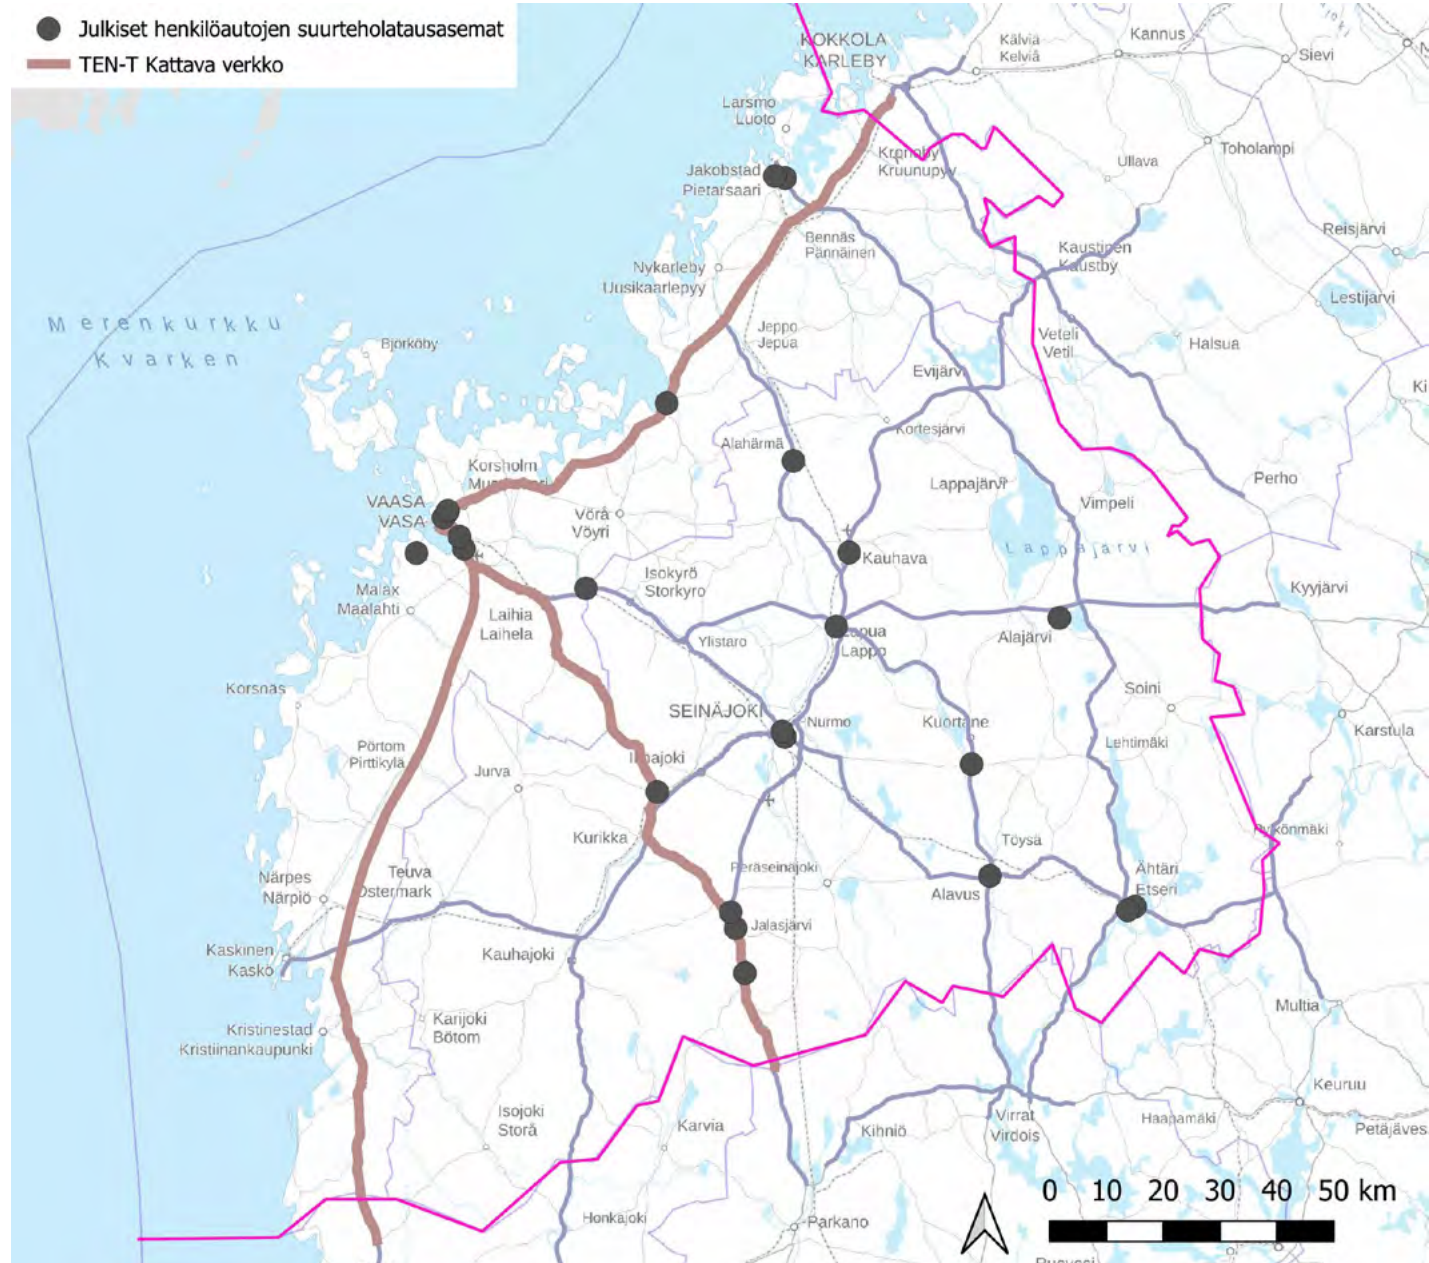 Julkiset henkilöautojen suurteholatausasemat
TEN-T Kattava verkko
KOKKOLA
KARLEBY
Kälviä
Kelviå
Kannus
Sievi
Larsmo
Luoto
Kronoby
Kruunupyy
Ullava
Toholampi
Jakobstad
Pietarsaari
Bennäs
Pännäinen
Kaustinen
Kaustby
Reisjärvi
Nykarleby
Uusikaarlepyy
Lestijärvi
Merenkurkku
Kvarken
Björköby
Jeppo
Jepua
Veteli
Vetil
Halsua
Evijärvi
Ki
Kortesjärvi
Alahärmä
Korsholm
Lappajärvi
Vimpeli
Perho
VAASA
VASA
Vörå
Vöyri
Lappajärvi
Kauhava
Isokyrö
Storkyro
Malax
Maalahti
Laihia
Laihela
Kyyjärvi
Ylistaro
Lapua
Lappo
Alajärvi
Korsnäs
Soini
SEINÄJOKI
Nurmo
Kuortane
Karstula
Lehtimäki
Pörtom
Pirttikylä
Ilmajoki
Jurva
Kurikka
Töysä
Pylkönmäki
Peräseinäjoki
Närpes
Närpiö
Teuva
Östermark
Ähtäri
Etseri
Alavus
Jalasjärvi
Kaskinen
Kaskö
Kauhajoki
Multia
Kristinestad
Kristiinankaupunki
Karijoki
Bötom
Keuruu
Isojoki
Storå
Karvia
Kihniö
Virrat
Virdois
Haapamäki
Petäjäves
Honkajoki
Parkano
0 10 20 30 40 50 km